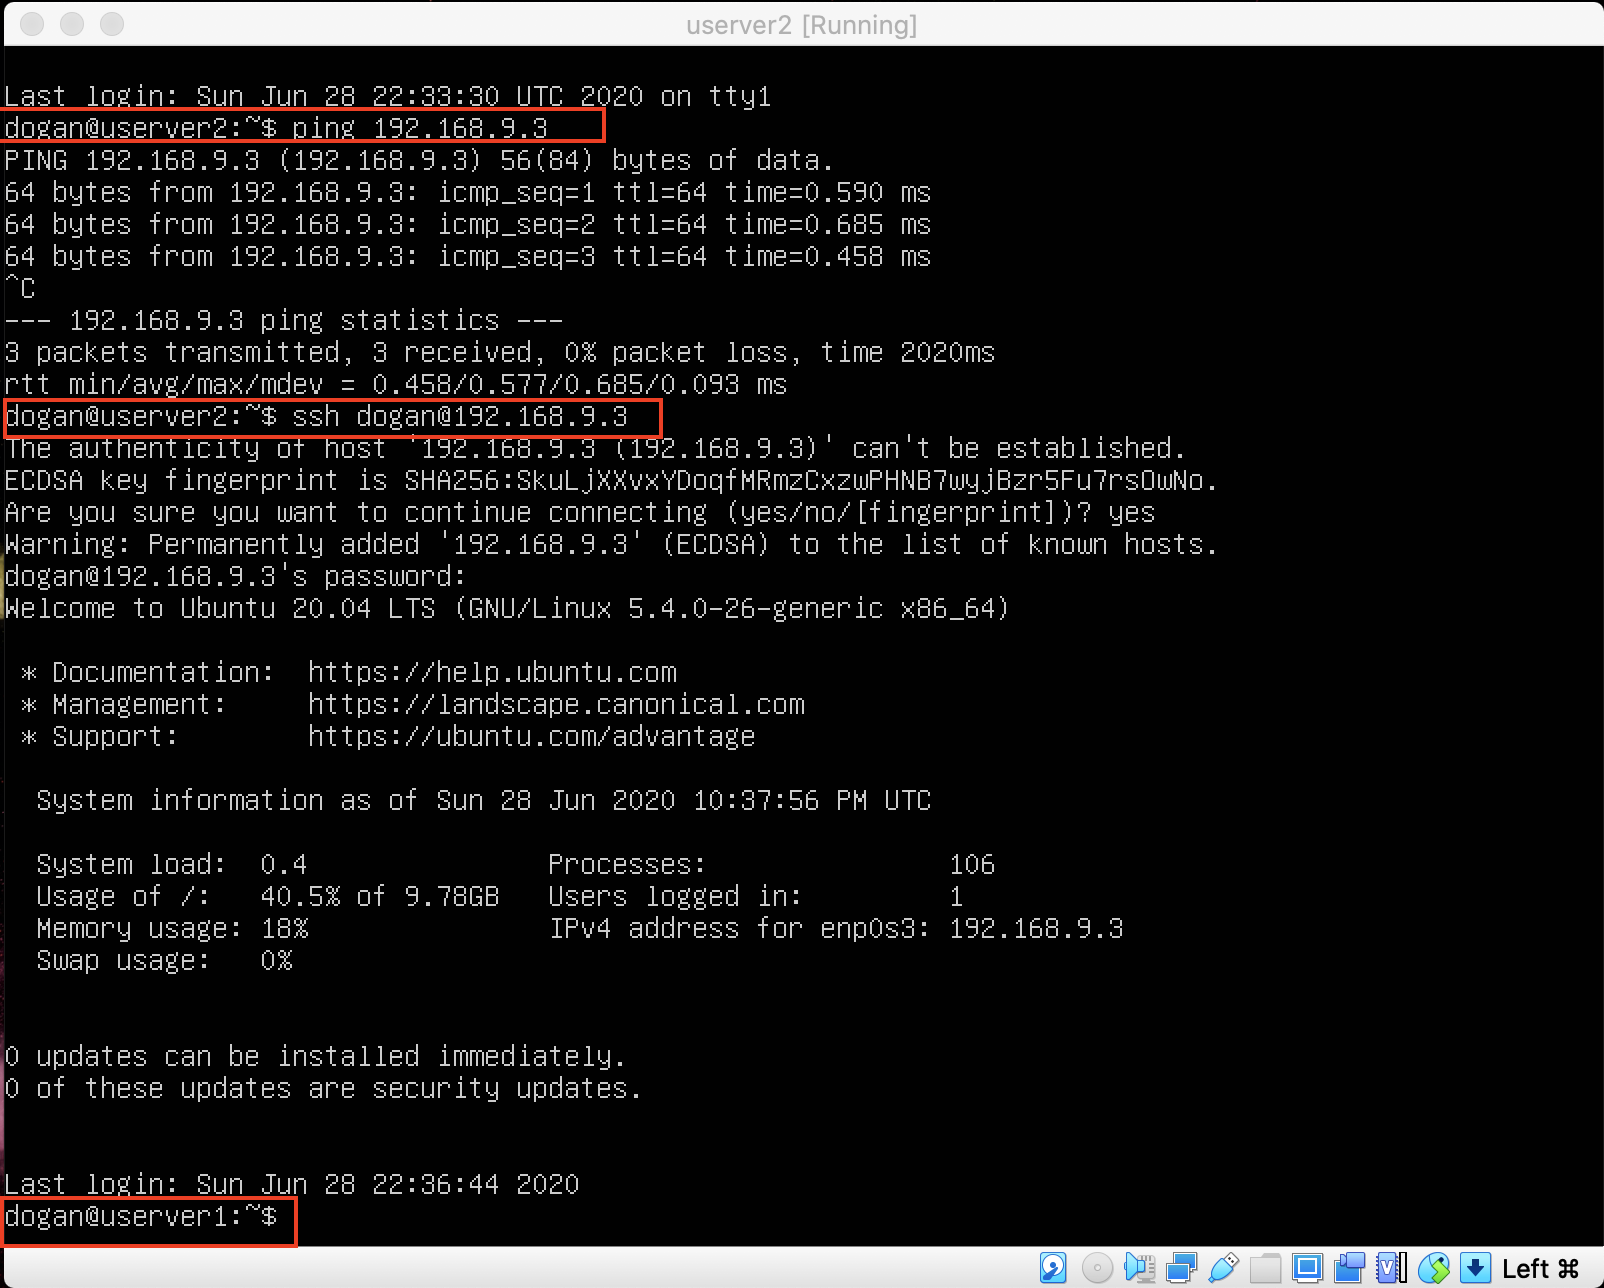 userver2 [Running]
Last login: Sun Jun 28 22:33:30 UTC 2020 on tty1
dogan@userver2:~$ ping 192.168.9.3
PING 192.168.9.3 (192.168.9.3) 56(84) bytes of data.
64 bytes from 192.168.9.3: icmp_seq=1 ttl=64 time=0.590 ms
64 bytes from 192.168.9.3: icmp_seq=2 ttl=64 time=0.685 ms
64 bytes from 192.168.9.3: icmp_seq=3 ttl=64 time=0.458 ms
^C
--- 192.168.9.3 ping statistics ---
3 packets transmitted, 3 received, 0% packet loss, time 2020ms
rtt min/avg/max/mdev = 0.458/0.577/0.685/0.093 ms
dogan@userver2:~$ ssh dogan@192.168.9.3
The authenticity of host '192.168.9.3 (192.168.9.3)' can't be established.
ECDSA key fingerprint is SHA256:SkuLjXXvxYDoqfMRmzCxzwPHNB7wyjBzr5Fu7rsOwNo.
Are you sure you want to continue connecting (yes/no/[fingerprint])? yes
Warning: Permanently added '192.168.9.3' (ECDSA) to the list of known hosts.
dogan@192.168.9.3's password:
Welcome to Ubuntu 20.04 LTS (GNU/Linux 5.4.0-26-generic x86_64)
* Documentation:  https://help.ubuntu.com
* Management:     https://landscape.canonical.com
* Support:        https://ubuntu.com/advantage
System information as of Sun 28 Jun 2020 10:37:56 PM UTC
System load:  0.4               Processes:               106
Usage of /:   40.5% of 9.78GB   Users logged in:         1
Memory usage: 18%               IPv4 address for enp0s3: 192.168.9.3
Swap usage:   0%
0 updates can be installed immediately.
0 of these updates are security updates.
Last login: Sun Jun 28 22:36:44 2020
dogan@userver1:~$
Left ⌘